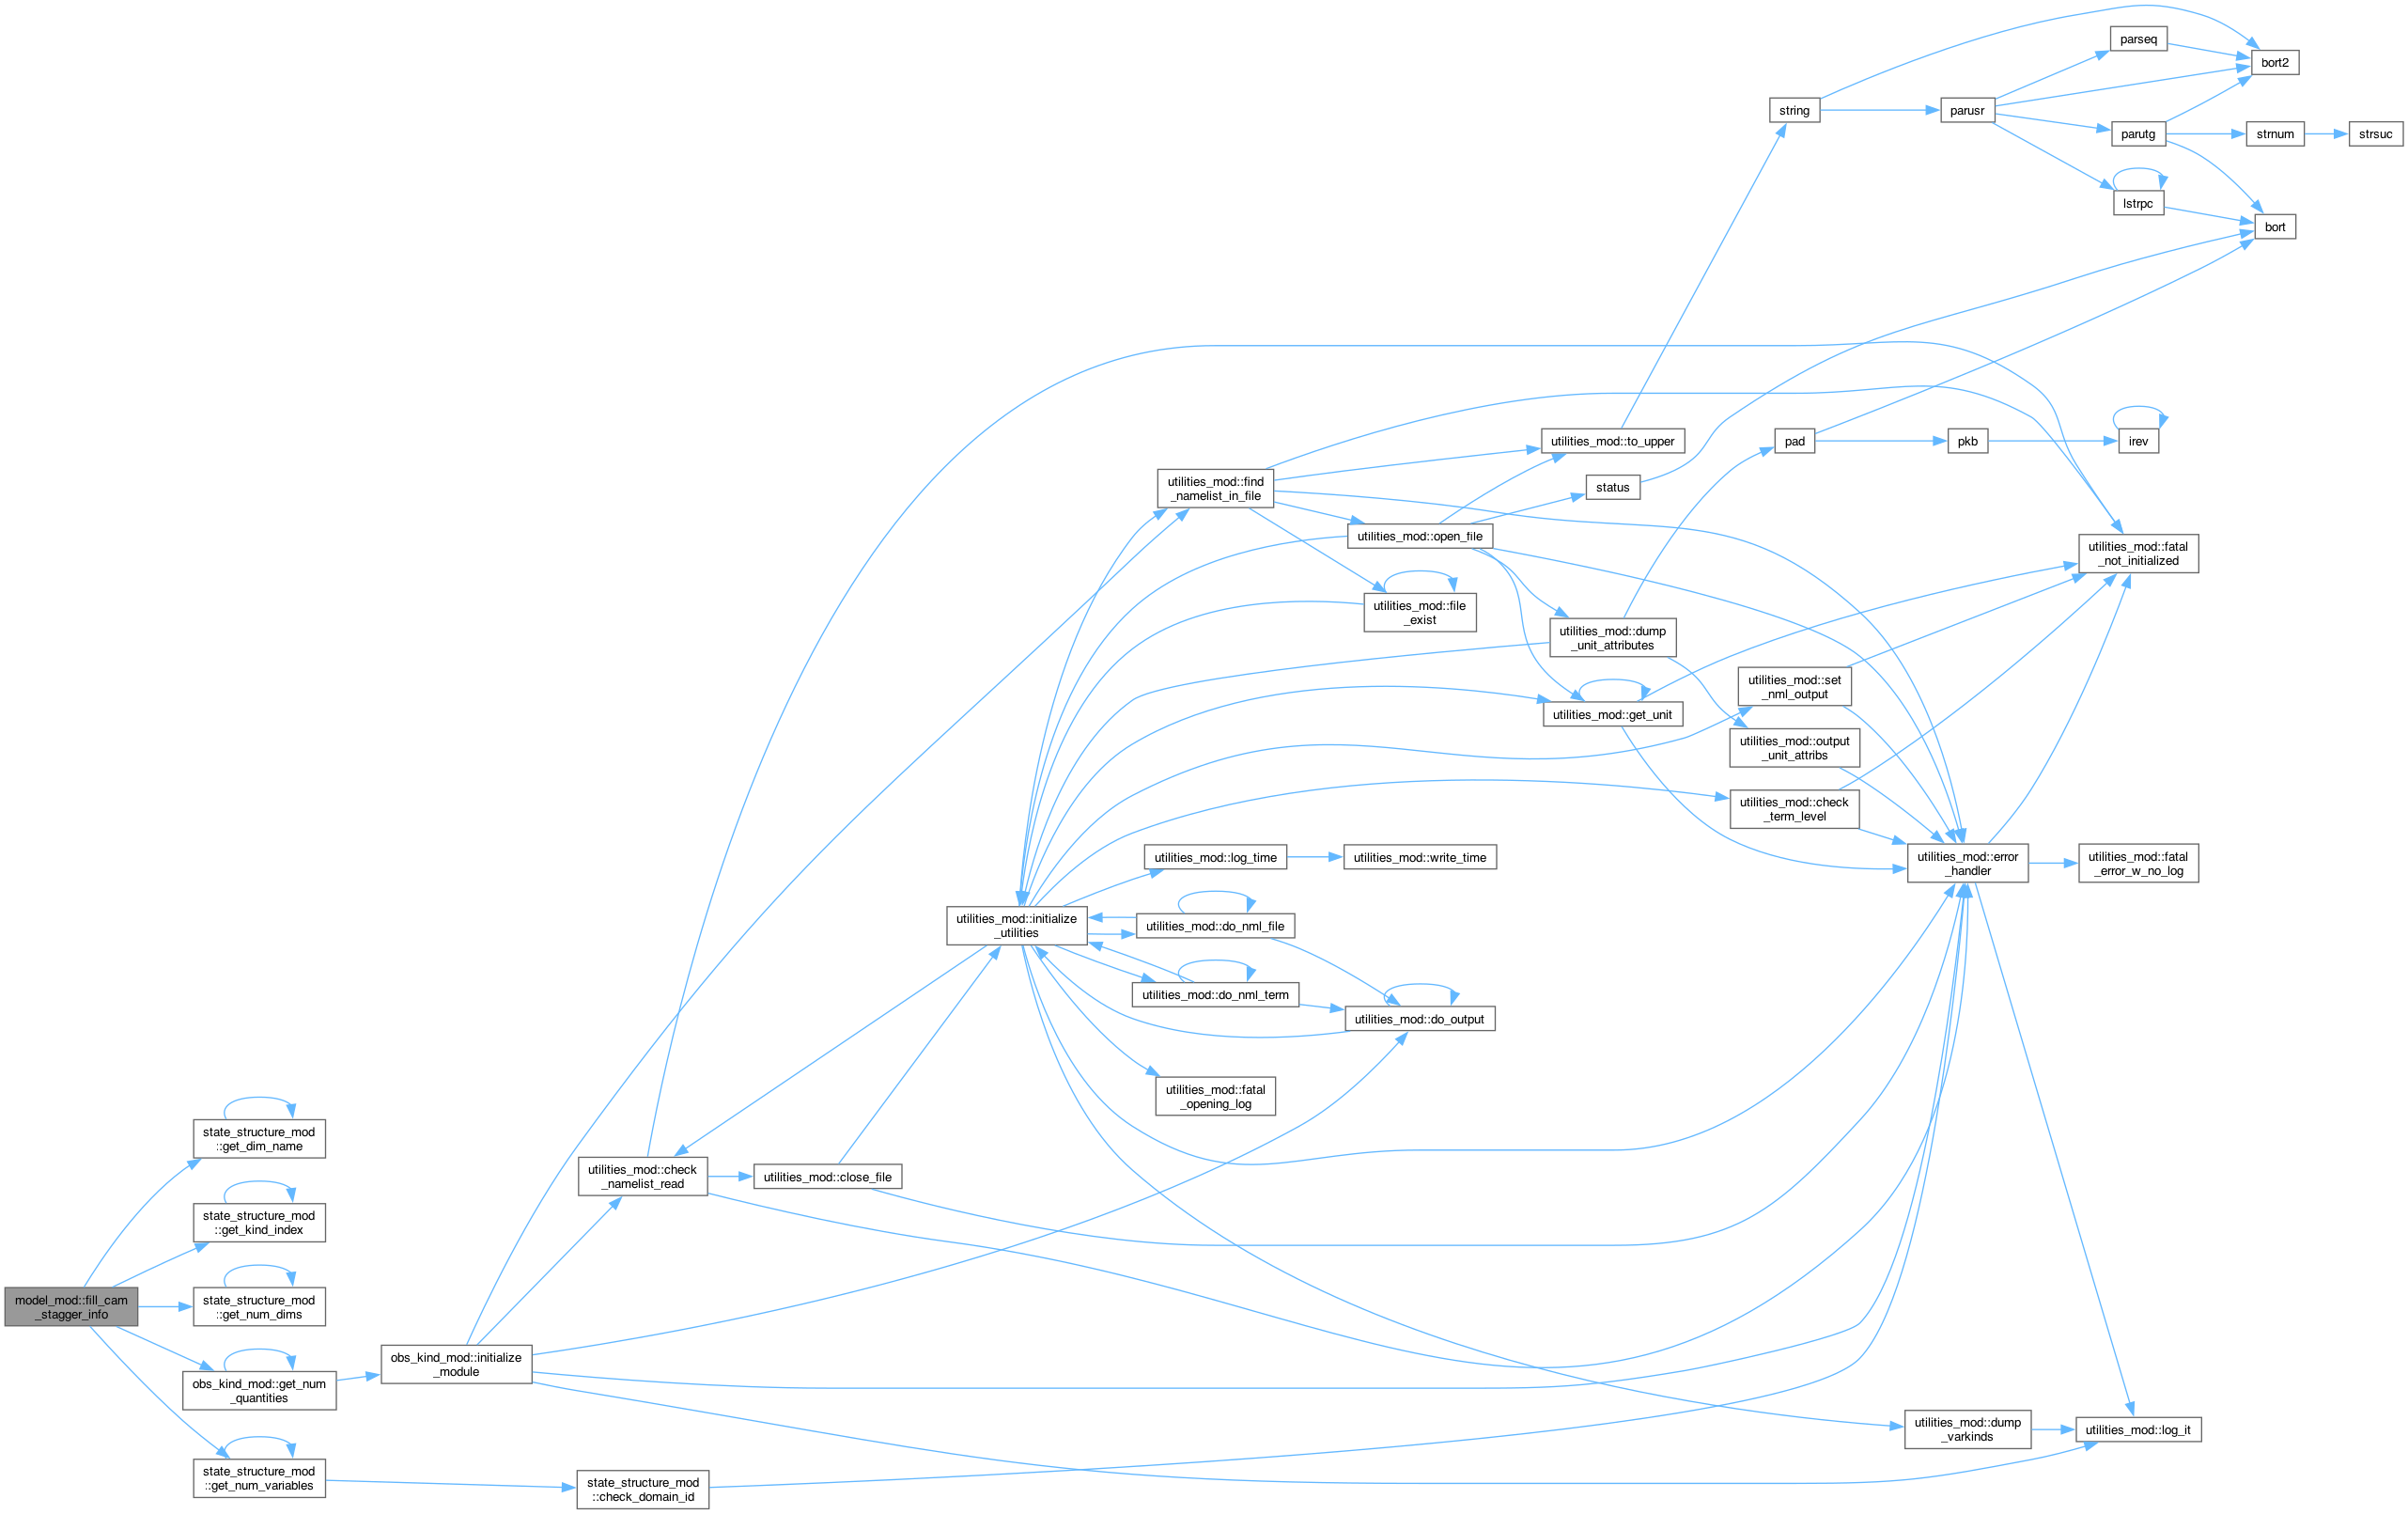 parseq
bort2
string
parusr
parutg
strnum
strsuc
lstrpc
bort
utilities_mod::to_upper
pad
pkb
irev
utilities_mod::find
_namelist_in_file
status
utilities_mod::open_file
utilities_mod::fatal
_not_initialized
utilities_mod::file
_exist
utilities_mod::dump
_unit_attributes
utilities_mod::set
_nml_output
utilities_mod::get_unit
utilities_mod::output
_unit_attribs
utilities_mod::check
_term_level
utilities_mod::log_time
utilities_mod::write_time
utilities_mod::error
_handler
utilities_mod::fatal
_error_w_no_log
utilities_mod::initialize
_utilities
utilities_mod::do_nml_file
utilities_mod::do_nml_term
utilities_mod::do_output
utilities_mod::fatal
_opening_log
state_structure_mod
::get_dim_name
utilities_mod::check
_namelist_read
utilities_mod::close_file
state_structure_mod
::get_kind_index
model_mod::fill_cam
_stagger_info
state_structure_mod
::get_num_dims
obs_kind_mod::initialize
_module
obs_kind_mod::get_num
_quantities
utilities_mod::dump
_varkinds
utilities_mod::log_it
state_structure_mod
::get_num_variables
state_structure_mod
::check_domain_id